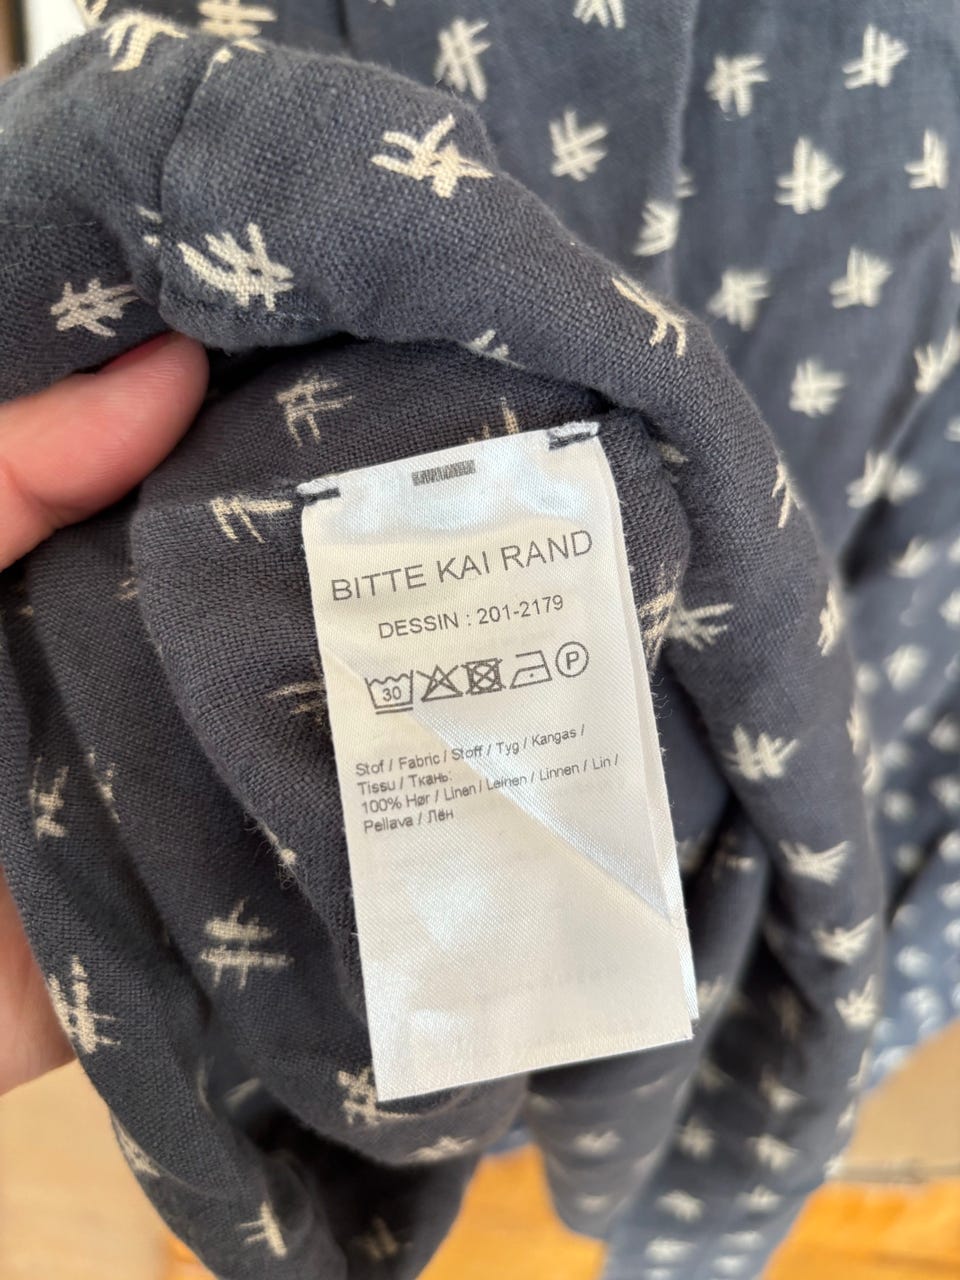 BITTE KAI RAND
DESSIN : 201-2179
30 P
Stof / Fabric / Stoff / Tyg / Kangas /
Tissu / Ткань:
100% Hør / Linen / Leinen / Linnen / Lin /
Pellava / Лён